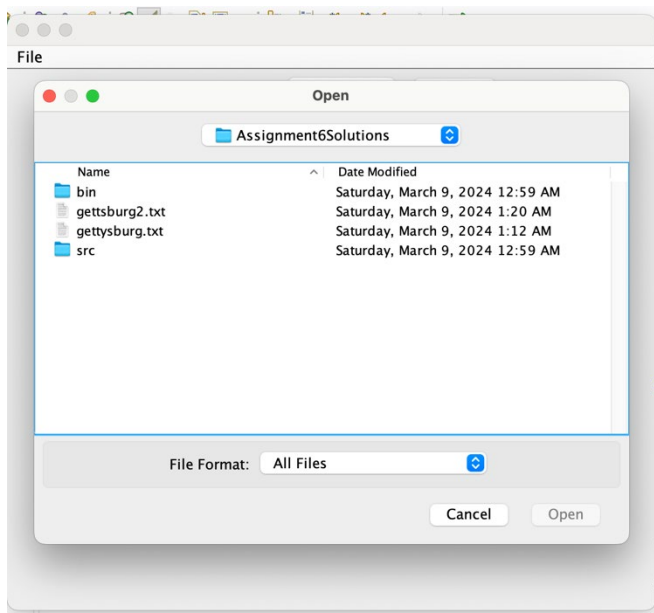 File
Open
Assignment6Solutions
Name Date Modified
bin Saturday, March 9, 2024 12:59 AM
gettsburg2.txt Saturday, March 9, 2024 1:20 AM
gettysburg.txt Saturday, March 9, 2024 1:12 AM
src Saturday, March 9, 2024 12:59 AM
File Format: All Files
Cancel Open